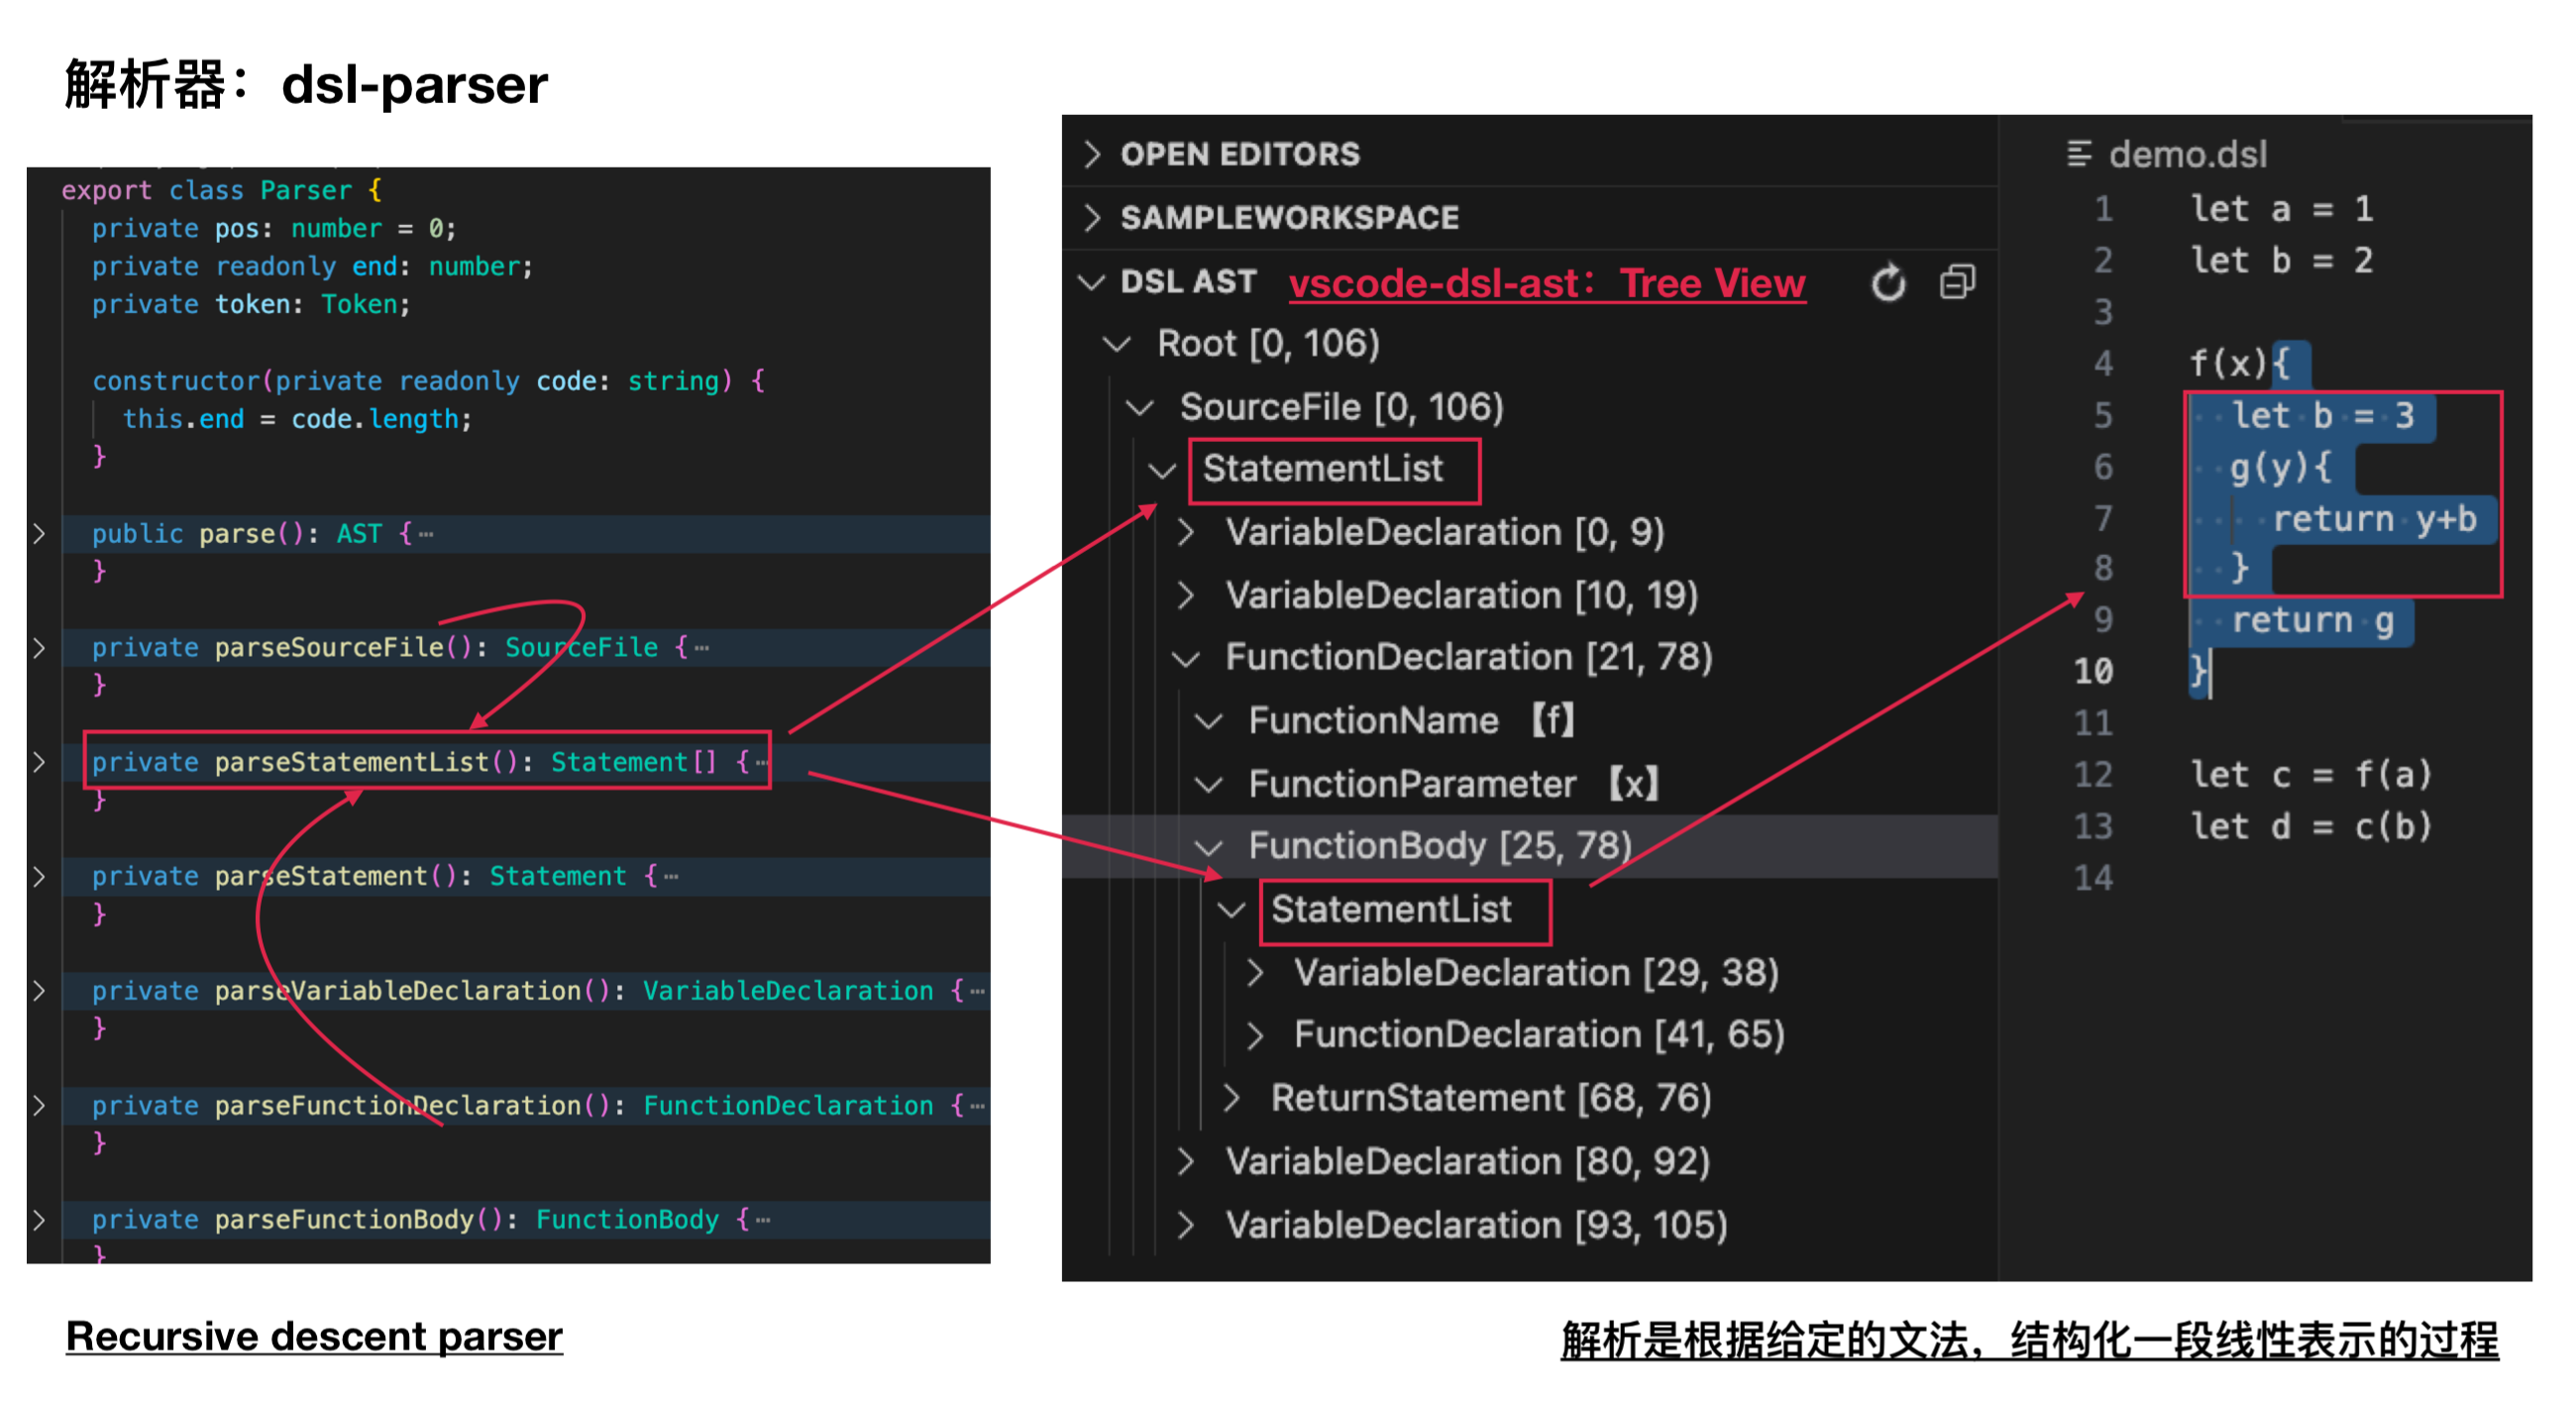 解析器：dsl-parser
export class Parser {
private pos: number = 0;
private readonly end: number;
private token: Token;
constructor(private readonly code: string) {
this.end = code.length;
}
public parse(): AST {⋯
}
private parseSourceFile(): SourceFile {⋯
}
private parseStatementList(): Statement[] {⋯
}
private parseStatement(): Statement {⋯
}
private parseVariableDeclaration(): VariableDeclaration {⋯
}
private parseFunctionDeclaration(): FunctionDeclaration {⋯
}
private parseFunctionBody(): FunctionBody {⋯
}
Recursive descent parser
OPEN EDITORS
SAMPLEWORKSPACE
DSL AST vscode-dsl-ast：Tree View
Root [0, 106)
SourceFile [0, 106)
StatementList
VariableDeclaration [0, 9)
VariableDeclaration [10, 19)
FunctionDeclaration [21, 78)
FunctionName 【f】
FunctionParameter 【x】
FunctionBody [25, 78)
StatementList
VariableDeclaration [29, 38)
FunctionDeclaration [41, 65)
ReturnStatement [68, 76)
VariableDeclaration [80, 92)
VariableDeclaration [93, 105)
demo.dsl
1 let a = 1
2 let b = 2
3
4 f(x){
5 let b = 3
6 g(y){
7 return y+b
8 }
9 return g
10 }
11
12 let c = f(a)
13 let d = c(b)
14
解析是根据给定的文法，结构化一段线性表示的过程